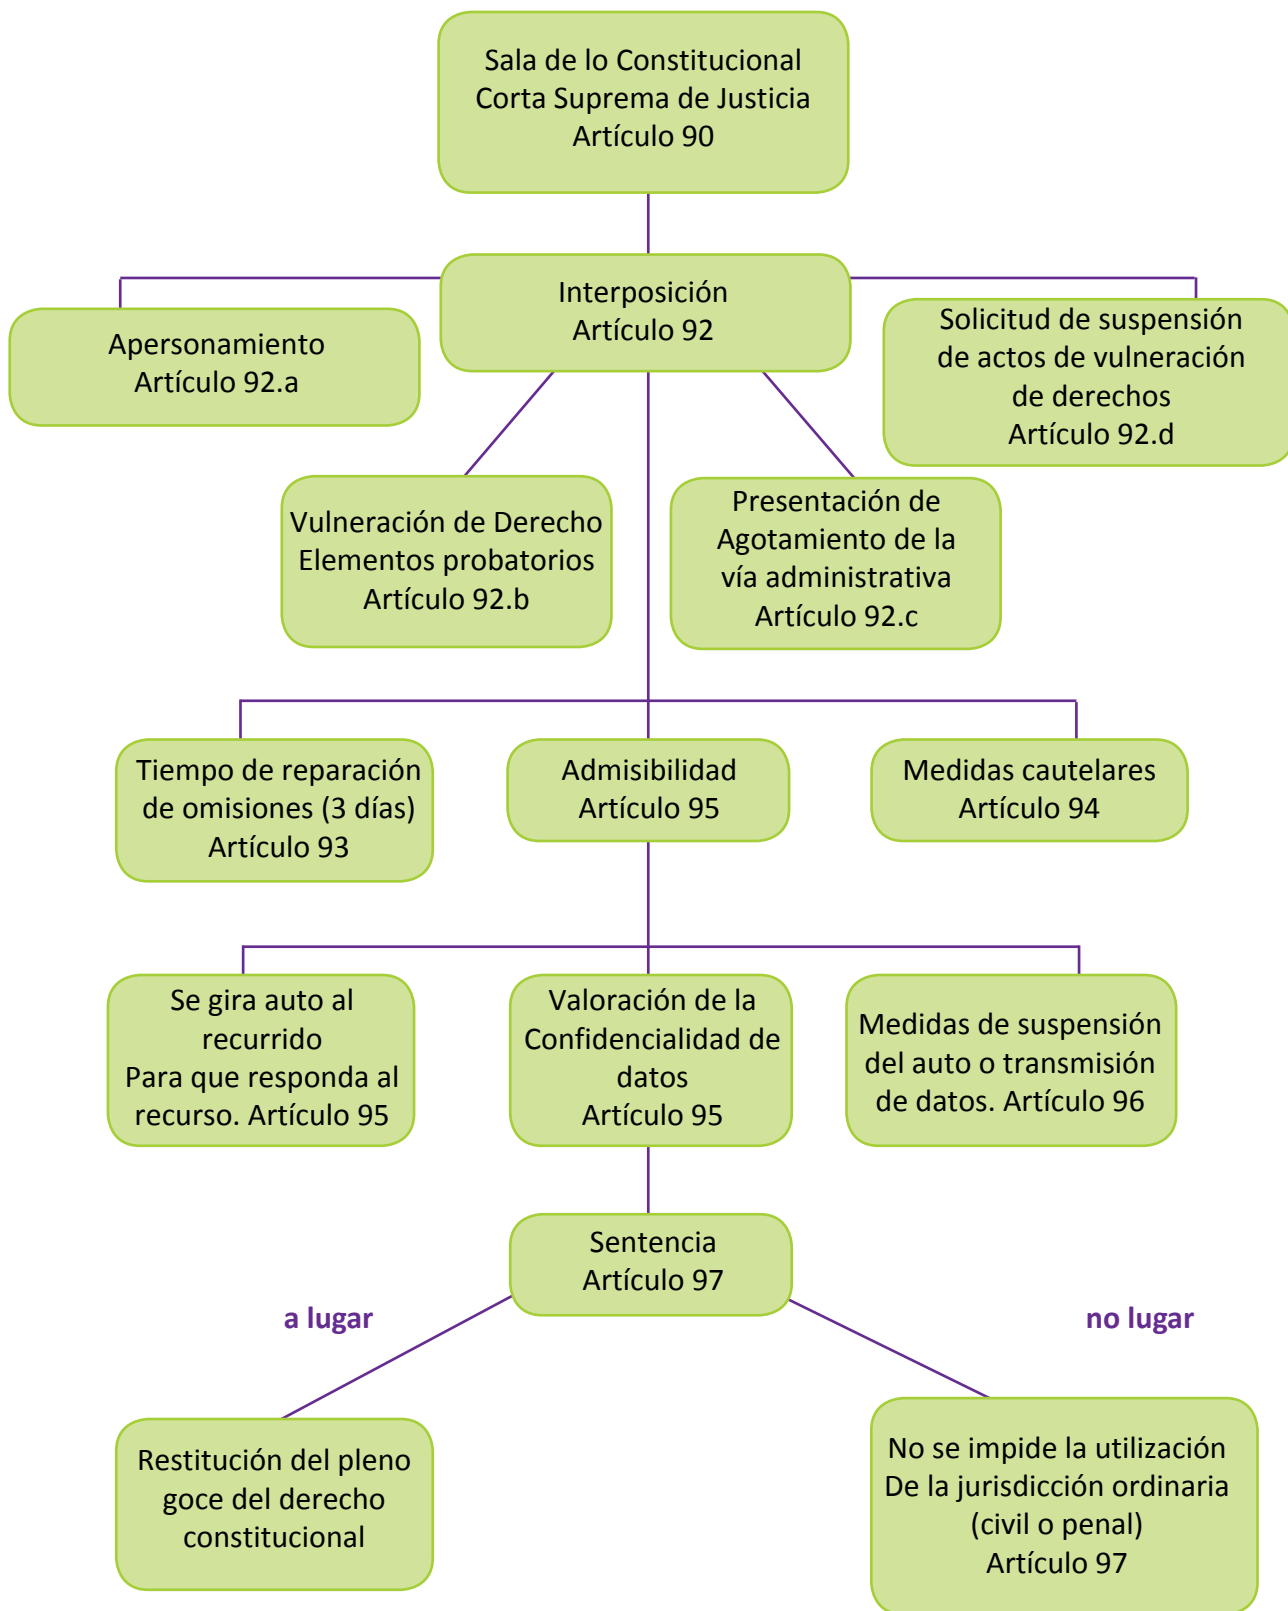 Sala de lo Constitucional
Corta Suprema de Justicia
Artículo 90
Interposición
Artículo 92
Apersonamiento
Artículo 92.a
Solicitud de suspensión
de actos de vulneración
de derechos
Artículo 92.d
Vulneración de Derecho
Elementos probatorios
Artículo 92.b
Presentación de
Agotamiento de la
vía administrativa
Artículo 92.c
Tiempo de reparación
de omisiones (3 días)
Artículo 93
Admisibilidad
Artículo 95
Medidas cautelares
Artículo 94
Se gira auto al
recurrido
Para que responda al
recurso. Artículo 95
Valoración de la
Confidencialidad de
datos
Artículo 95
Medidas de suspensión
del auto o transmisión
de datos. Artículo 96
Sentencia
Artículo 97
a lugar
no lugar
Restitución del pleno
goce del derecho
constitucional
No se impide la utilización
De la jurisdicción ordinaria
(civil o penal)
Artículo 97